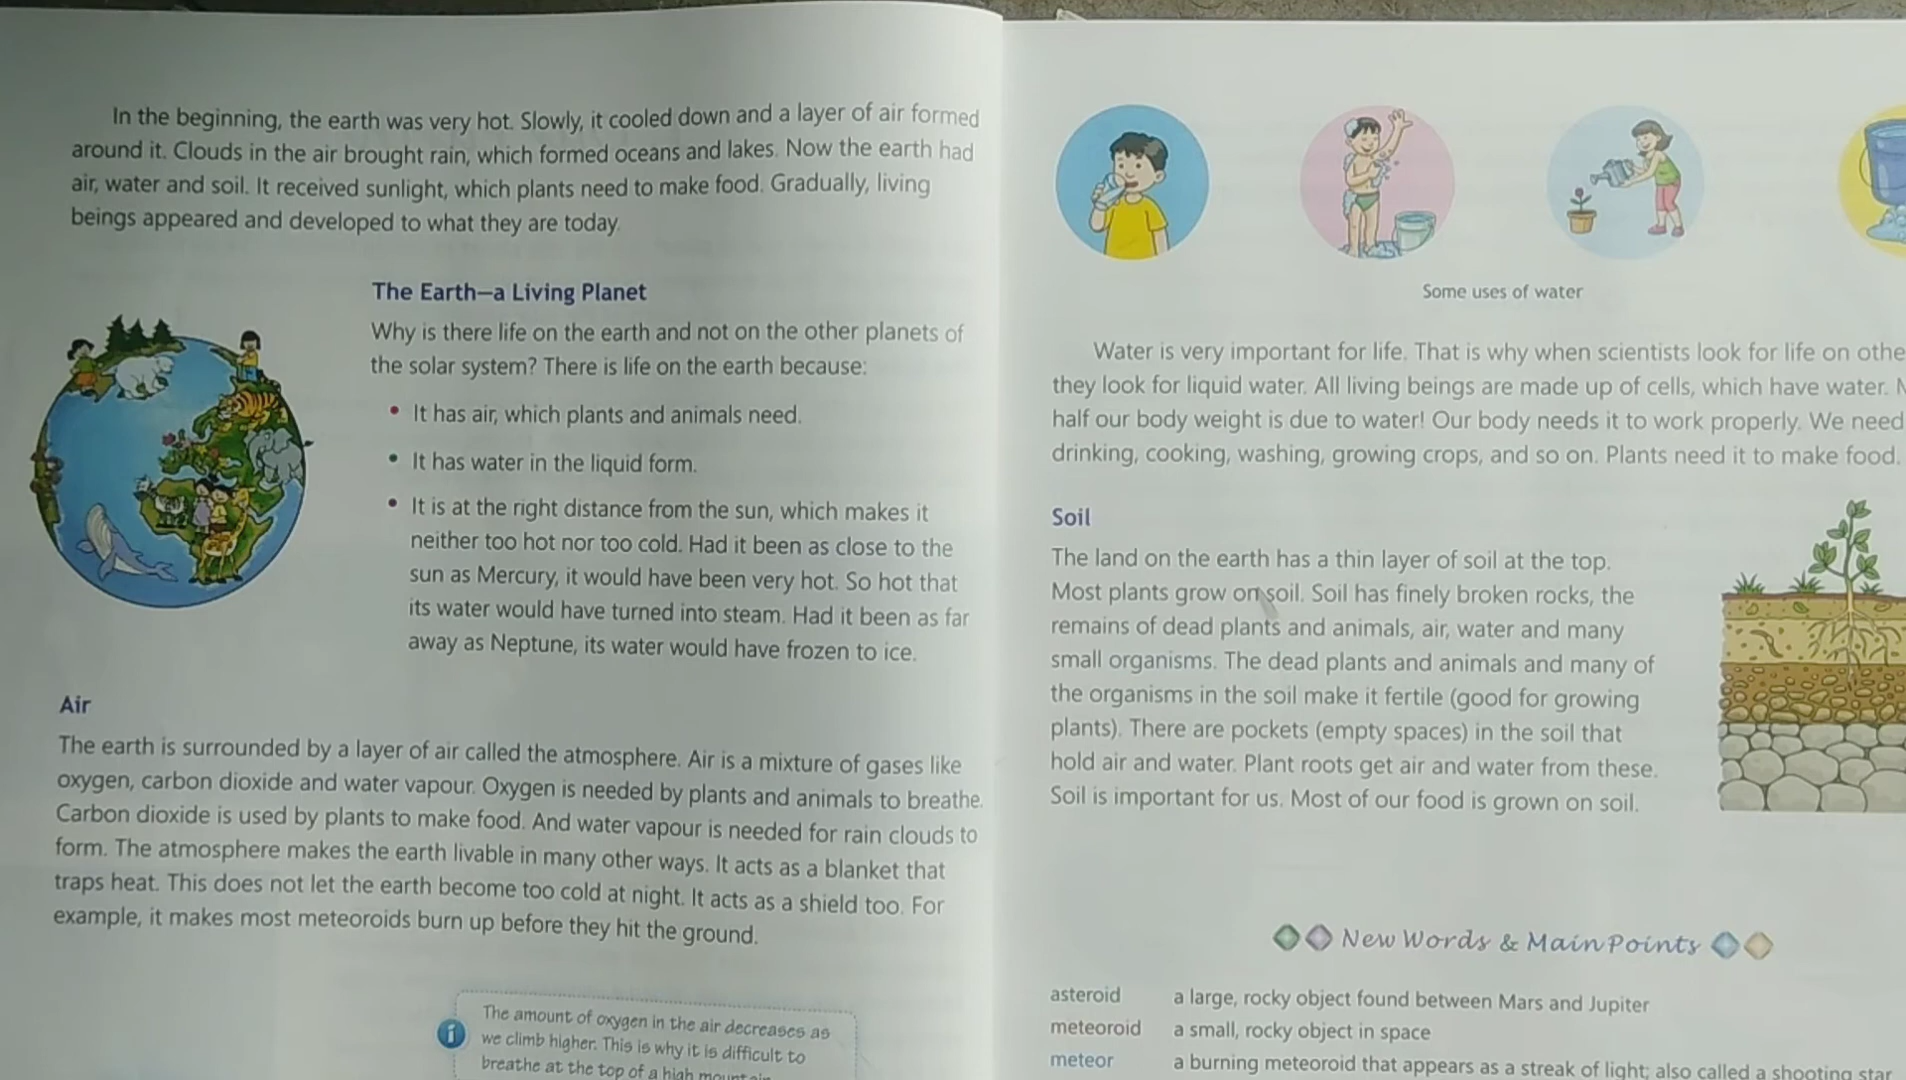 In the beginning, the earth was very hot. Slowly, it cooled down and a layer of air formed
around it. Clouds in the air brought rain, which formed oceans and lakes. Now the earth had
air, water and soil. It received sunlight, which plants need to make food. Gradually, living
beings appeared and developed to what they are today.
The Earth—a Living Planet
Why is there life on the earth and not on the other planets of
the solar system? There is life on the earth because:
• It has air, which plants and animals need.
• It has water in the liquid form.
• It is at the right distance from the sun, which makes it
neither too hot nor too cold. Had it been as close to the
sun as Mercury, it would have been very hot. So hot that
its water would have turned into steam. Had it been as far
away as Neptune, its water would have frozen to ice.
Air
The earth is surrounded by a layer of air called the atmosphere. Air is a mixture of gases like
oxygen, carbon dioxide and water vapour. Oxygen is needed by plants and animals to breathe.
Carbon dioxide is used by plants to make food. And water vapour is needed for rain clouds to
form. The atmosphere makes the earth livable in many other ways. It acts as a blanket that
traps heat. This does not let the earth become too cold at night. It acts as a shield too. For
example, it makes most meteoroids burn up before they hit the ground.
i
The amount of oxygen in the air decreases as
we climb higher. This is why it is difficult to
breathe at the top of a high
Some uses of water
Water is very important for life. That is why when scientists look for life on
they look for liquid water. All living beings are made up of cells, which have water.
half our body weight is due to water! Our body needs it to work properly. We need
drinking, cooking, washing, growing crops, and so on. Plants need it to make food.
Soil
The land on the earth has a thin layer of soil at the top.
Most plants grow on soil. Soil has finely broken rocks, the
remains of dead plants and animals, air, water and many
small organisms. The dead plants and animals and many of
the organisms in the soil make it fertile (good for growing
plants). There are pockets (empty spaces) in the soil that
hold air and water. Plant roots get air and water from these.
Soil is important for us. Most of our food is grown on soil.
New Words & Main Points
asteroid a large, rocky object found between Mars and Jupiter
meteoroid a small, rocky object in space
meteor a burning meteoroid that appears as a streak of light; also called a shooting star